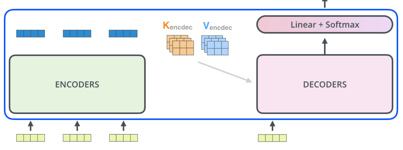 Kencdec Vencdec
Linear + Softmax
ENCODERS
DECODERS